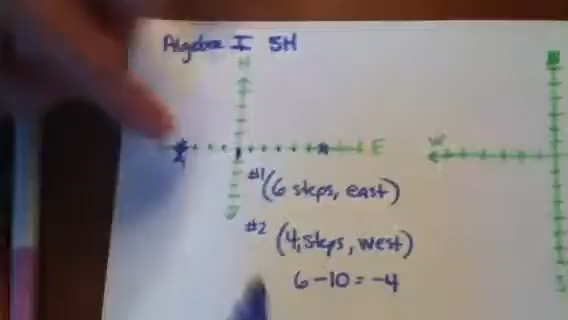 Algebra I 5H
N
W
E
#1 (6 steps, east)
#2 (4 steps, west)
6 - 10 = -4
S